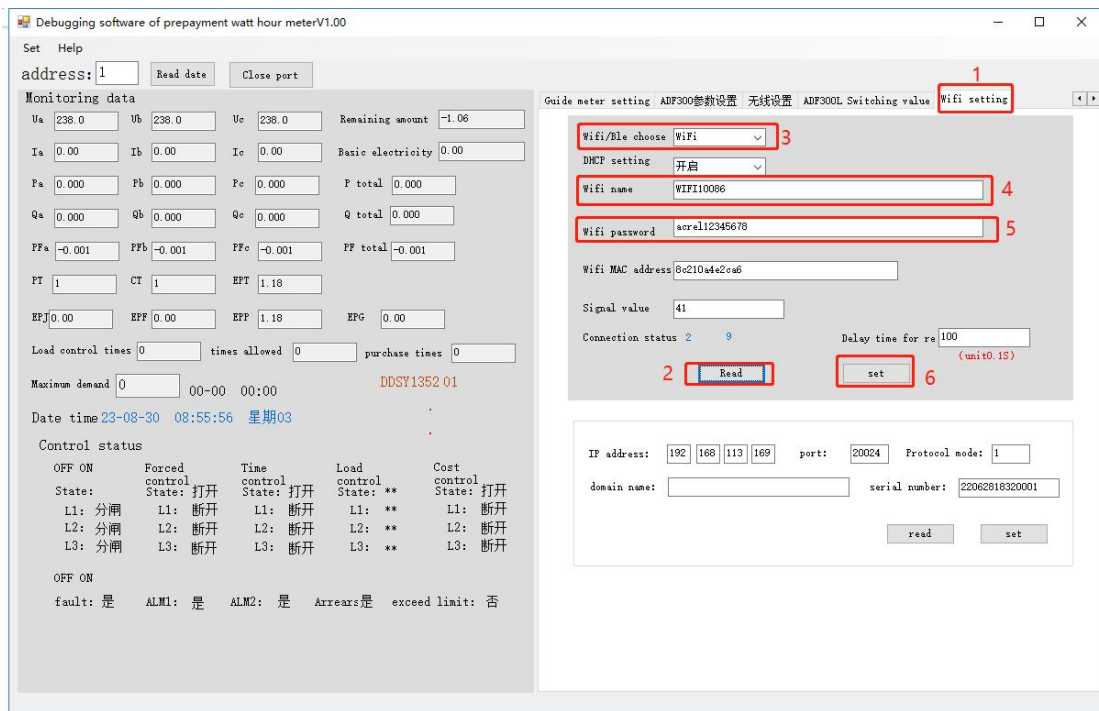 Debugging software of prepayment watt hour meterV1.00
Set Help
address: 1 Read date Close port
Monitoring data
Ua 238.0 Ub 238.0 Uc 238.0 Remaining amount -1.06
Ia 0.00 Ib 0.00 Ic 0.00 Basic electricity 0.00
Pa 0.000 Pb 0.000 Pc 0.000 P total 0.000
Qa 0.000 Qb 0.000 Qc 0.000 Q total 0.000
PFa -0.001 PFb -0.001 PFc -0.001 PF total -0.001
PT 1 CT 1 EPT 1.18
EPJ 0.00 EPF 0.00 EPP 1.18 EPG 0.00
Load control times 0 times allowed 0 purchase times 0
Maximum demand 0 00-00 00:00 DDSY1352 01
Date time 23-08-30 08:55:56 星期03
Control status
OFF ON Forced control Time control Load control Cost control
State: State: 打开 State: 打开 State: ** State: 打开
L1: 分闸 L1: 断开 L1: 断开 L1: ** L1: 断开
L2: 分闸 L2: 断开 L2: 断开 L2: ** L2: 断开
L3: 分闸 L3: 断开 L3: 断开 L3: ** L3: 断开
OFF ON
fault: 是 ALM1: 是 ALM2: 是 Arrears是 exceed limit: 否
1
Guide meter setting ADF300参数设置 无线设置 ADF300L Switching value Wifi setting
Wifi/Ble choose WiFi 3
DHCP setting 开启
Wifi name WIFI10086 4
Wifi password acrel12345678 5
Wifi MAC address 8c210a4e2ca6
Signal value 41
Connection status 2 9 Delay time for re 100
(unit0.1S)
2 Read set 6
IP address: 192 168 113 169 port: 20024 Protocol mode: 1
domain name: serial number: 22062818320001
read set